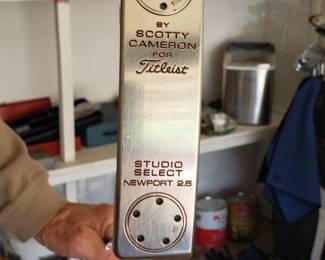 BY
SCOTTY
CAMERON
FOR
Titleist
STUDIO
SELECT
NEWPORT 2.5